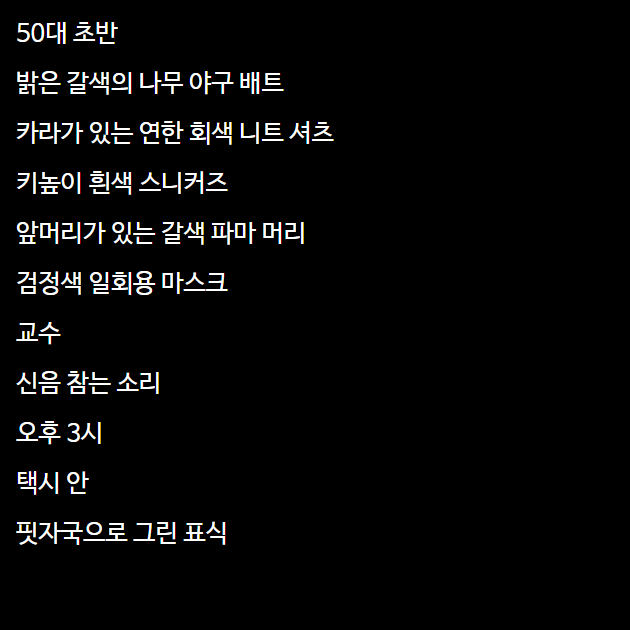 50대 초반
밝은 갈색의 나무 야구 배트
카라가 있는 연한 회색 니트 셔츠
키높이 흰색 스니커즈
앞머리가 있는 갈색 파마 머리
검정색 일회용 마스크
교수
신음 참는 소리
오후 3시
택시 안
핏자국으로 그린 표식